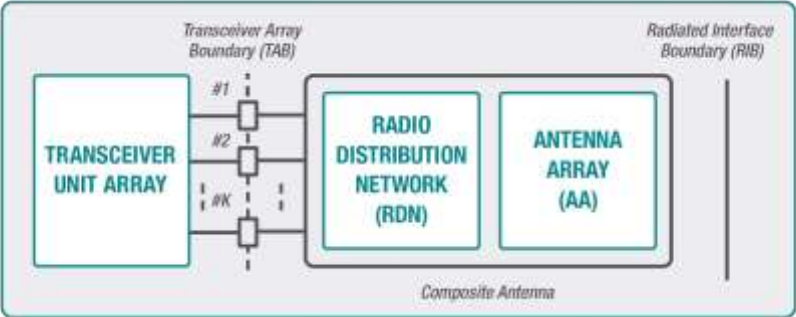 Transceiver Array
Boundary (TAB)
Radiated Interface
Boundary (RIB)
#1
#2
#K
TRANSCEIVER
UNIT ARRAY
RADIO
DISTRIBUTION
NETWORK
(RDN)
ANTENNA
ARRAY
(AA)
Composite Antenna